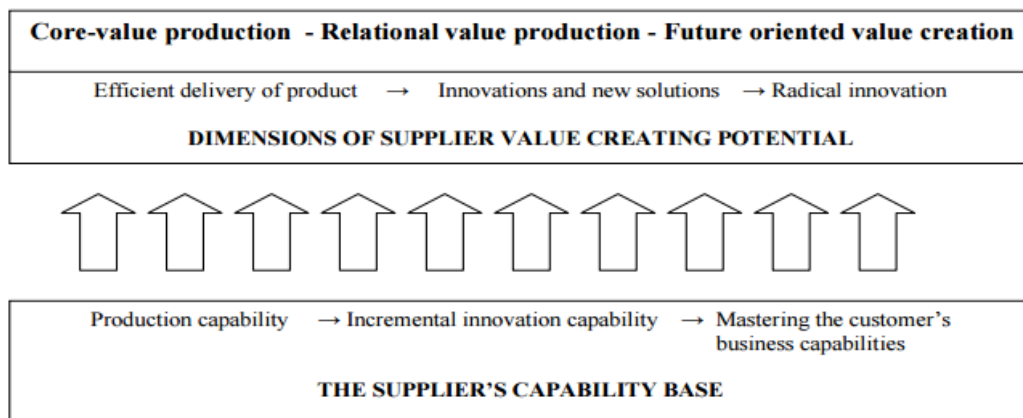 Core-value production - Relational value production - Future oriented value creation
Efficient delivery of product → Innovations and new solutions → Radical innovation
DIMENSIONS OF SUPPLIER VALUE CREATING POTENTIAL
Production capability → Incremental innovation capability → Mastering the customer's
business capabilities
THE SUPPLIER'S CAPABILITY BASE